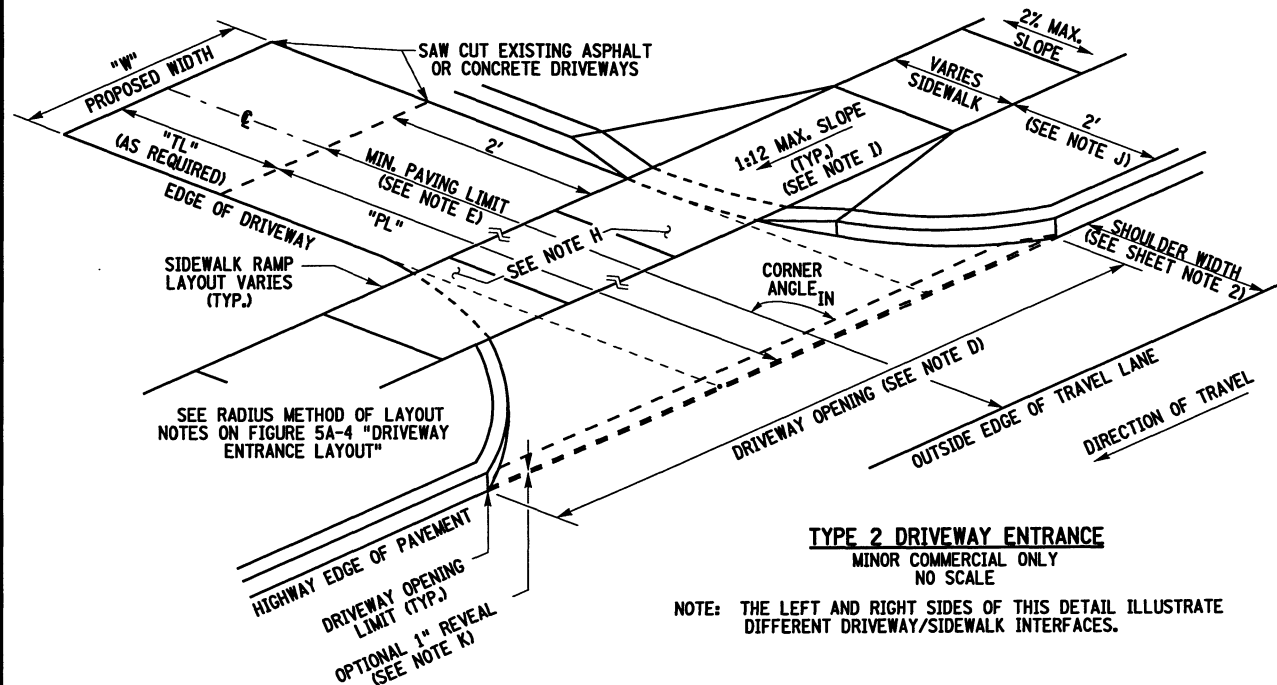 "W"
PROPOSED WIDTH
SAW CUT EXISTING ASPHALT
OR CONCRETE DRIVEWAYS
2% MAX.
SLOPE
VARIES
SIDEWALK
2'
(SEE NOTE J)
℄
"TL"
(AS REQUIRED)
2'
MIN. PAVING LIMIT
(SEE NOTE E)
1:12 MAX. SLOPE
(TYP.)
(SEE NOTE I)
EDGE OF DRIVEWAY
"PL"
SEE NOTE H
SIDEWALK RAMP
LAYOUT VARIES
(TYP.)
CORNER
ANGLE IN
SHOULDER WIDTH
(SEE SHEET NOTE 2)
DRIVEWAY OPENING (SEE NOTE D)
OUTSIDE EDGE OF TRAVEL LANE
DIRECTION OF TRAVEL
SEE RADIUS METHOD OF LAYOUT
NOTES ON FIGURE 5A-4 "DRIVEWAY
ENTRANCE LAYOUT"
HIGHWAY EDGE OF PAVEMENT
DRIVEWAY OPENING
LIMIT (TYP.)
OPTIONAL 1" REVEAL
(SEE NOTE K)
TYPE 2 DRIVEWAY ENTRANCE
MINOR COMMERCIAL ONLY
NO SCALE
NOTE: THE LEFT AND RIGHT SIDES OF THIS DETAIL ILLUSTRATE
DIFFERENT DRIVEWAY/SIDEWALK INTERFACES.